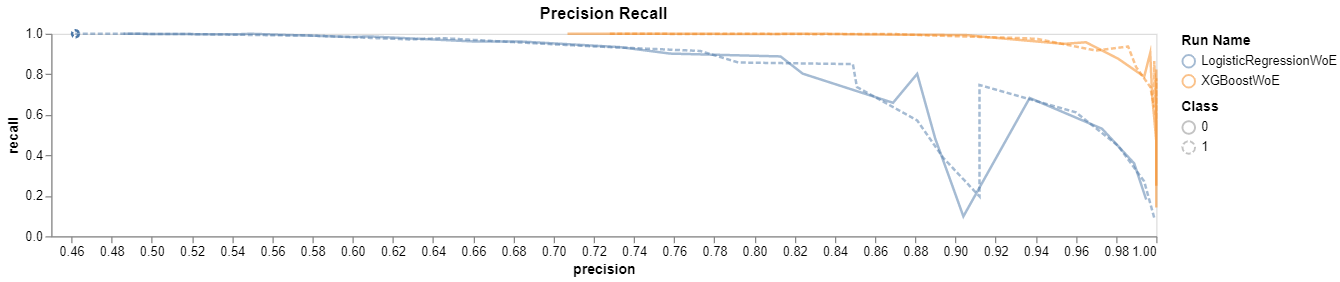 Precision Recall
1.0
0.8
0.6
0.4
0.2
0.0
recall
0.46 0.48 0.50 0.52 0.54 0.56 0.58 0.60 0.62 0.64 0.66 0.68 0.70 0.72 0.74 0.76 0.78 0.80 0.82 0.84 0.86 0.88 0.90 0.92 0.94 0.96 0.98 1.00
precision
Run Name
LogisticRegressionWoE
XGBoostWoE
Class
0
1